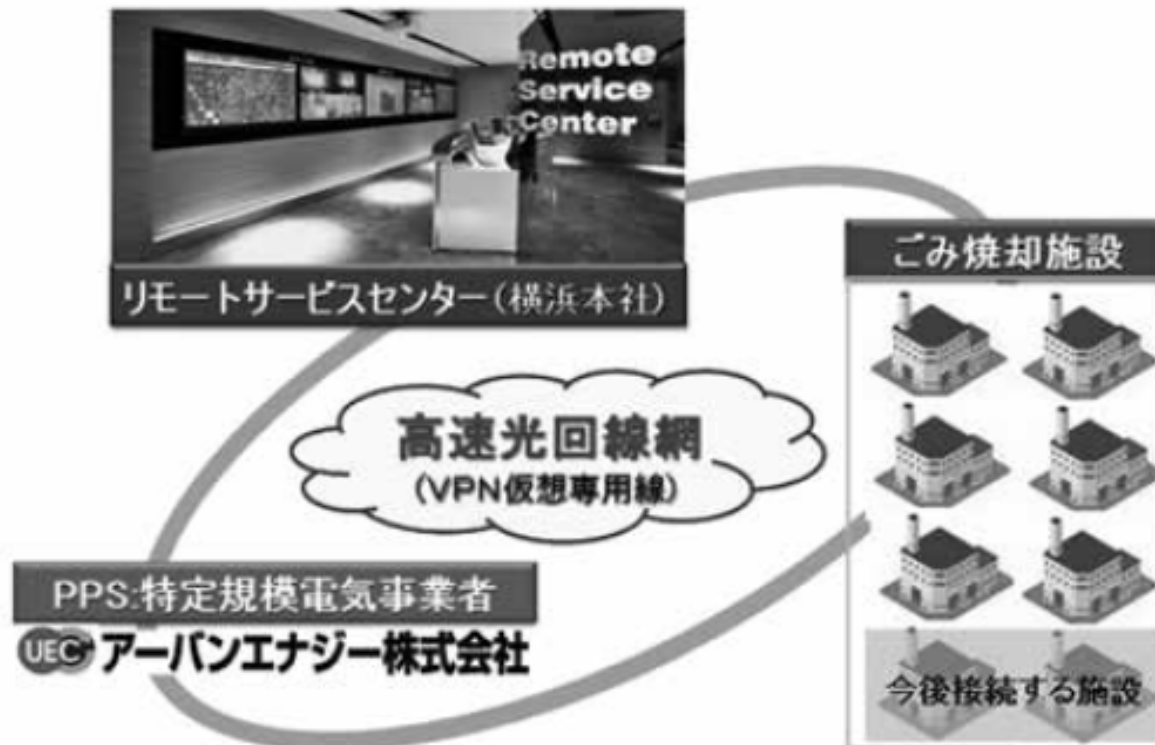 Remote
Service
Center
リモートサービスセンター(横浜本社)
ごみ焼却施設
高速光回線網
(VPN仮想専用線)
PPS:特定規模電気事業者
UEC アーバンエナジー株式会社
今後接続する施設